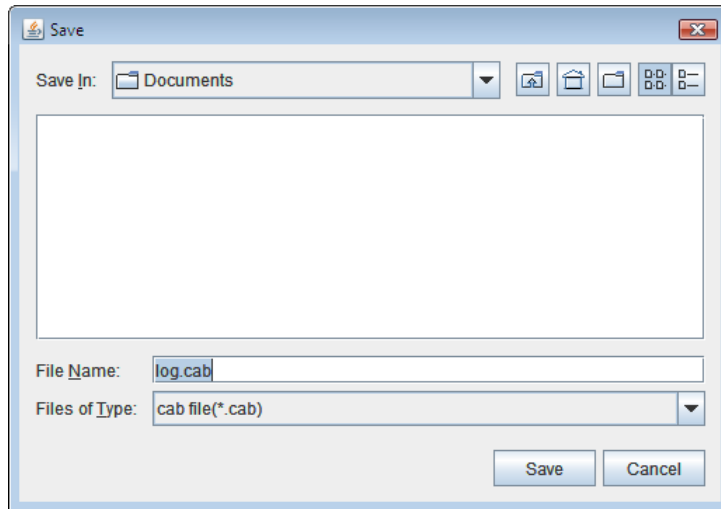 Save
Save In: Documents
File Name: log.cab
Files of Type: cab file(*.cab)
Save Cancel